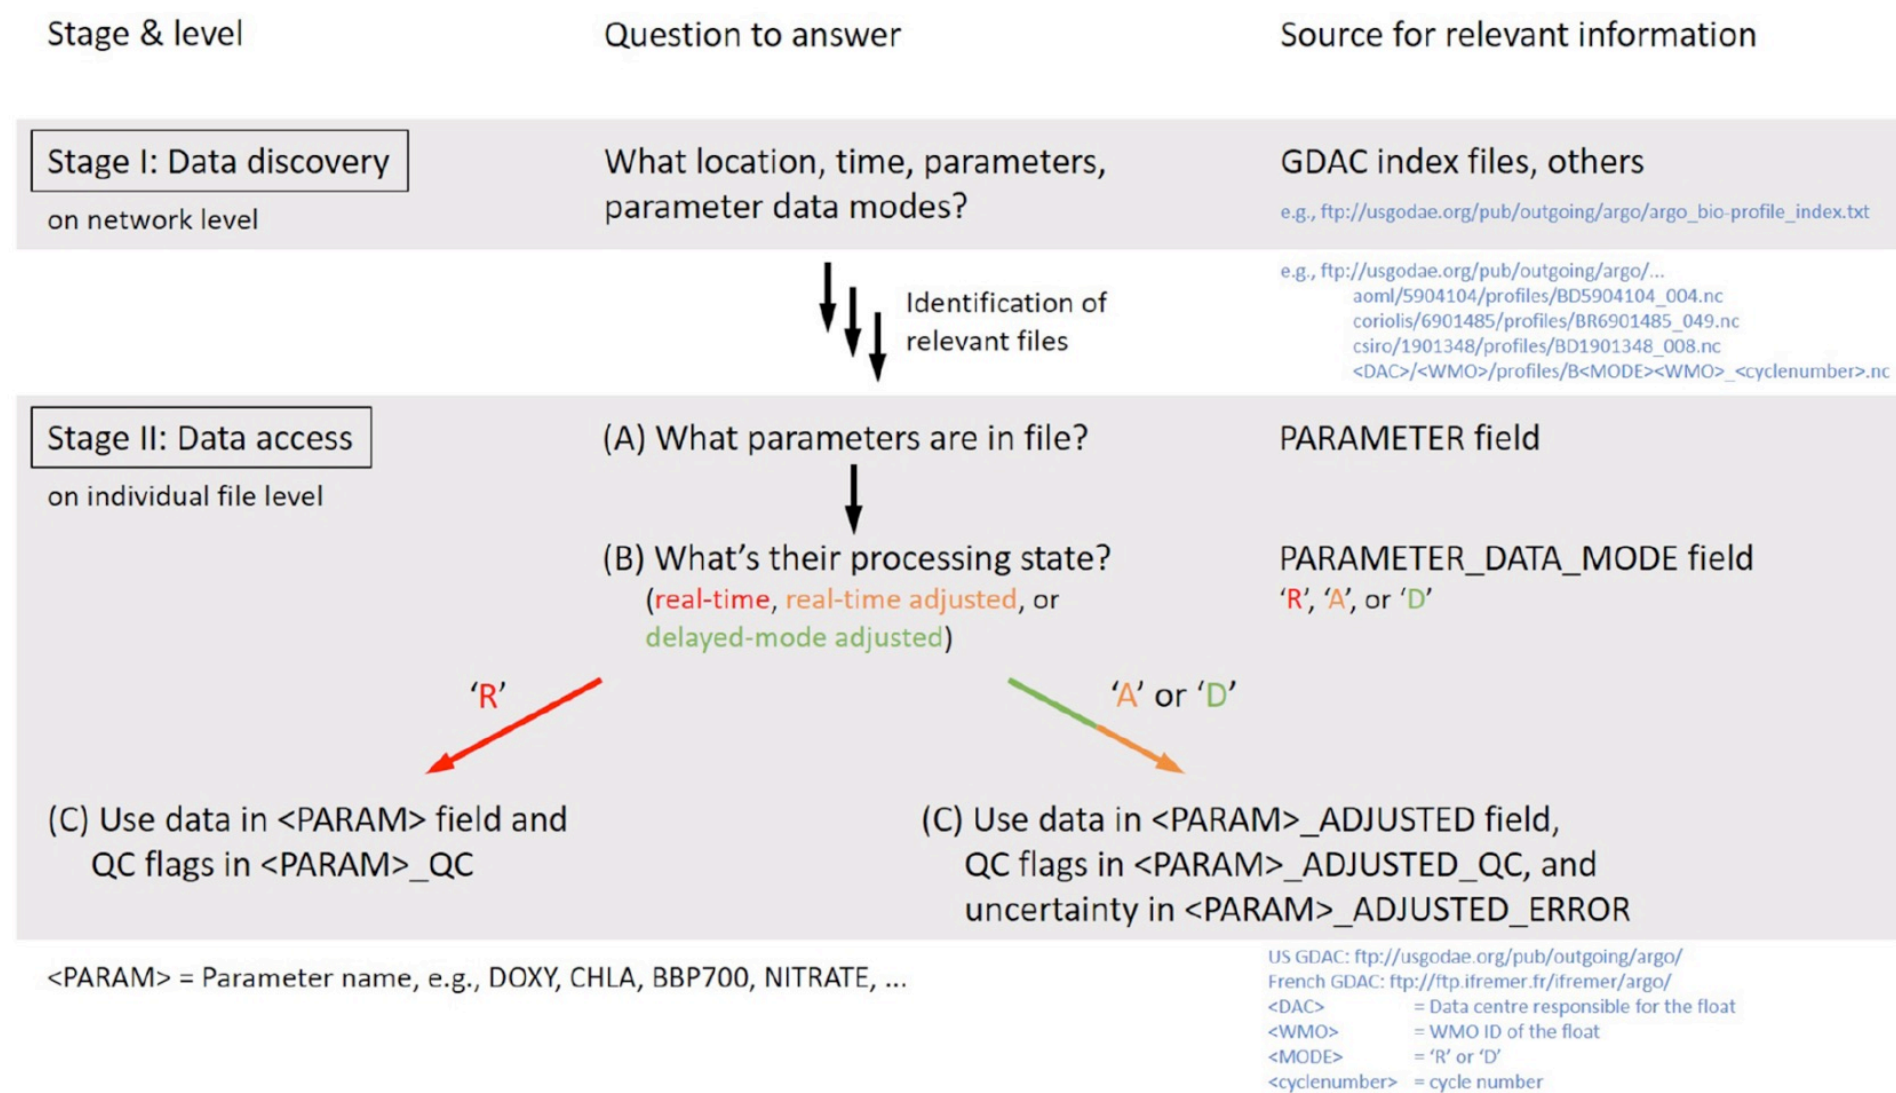 Stage & level
Question to answer
Source for relevant information
Stage I: Data discovery
on network level
What location, time, parameters,
parameter data modes?
GDAC index files, others
e.g., ftp://usgodae.org/pub/outgoing/argo/argo_bio-profile_index.txt
Identification of
relevant files
e.g., ftp://usgodae.org/pub/outgoing/argo/...
aoml/5904104/profiles/BD5904104_004.nc
coriolis/6901485/profiles/BR6901485_049.nc
csiro/1901348/profiles/BD1901348_008.nc
<DAC>/<WMO>/profiles/B<MODE><WMO>_<cyclenumber>.nc
Stage II: Data access
on individual file level
(A) What parameters are in file?
PARAMETER field
(B) What's their processing state?
(real-time, real-time adjusted, or
delayed-mode adjusted)
PARAMETER_DATA_MODE field
‘R’, ‘A’, or ‘D’
‘R’
‘A’ or ‘D’
(C) Use data in <PARAM> field and
QC flags in <PARAM>_QC
(C) Use data in <PARAM>_ADJUSTED field,
QC flags in <PARAM>_ADJUSTED_QC, and
uncertainty in <PARAM>_ADJUSTED_ERROR
<PARAM> = Parameter name, e.g., DOXY, CHLA, BBP700, NITRATE, ...
US GDAC: ftp://usgodae.org/pub/outgoing/argo/
French GDAC: ftp://ftp.ifremer.fr/ifremer/argo/
<DAC> = Data centre responsible for the float
<WMO> = WMO ID of the float
<MODE> = ‘R’ or ‘D’
<cyclenumber> = cycle number